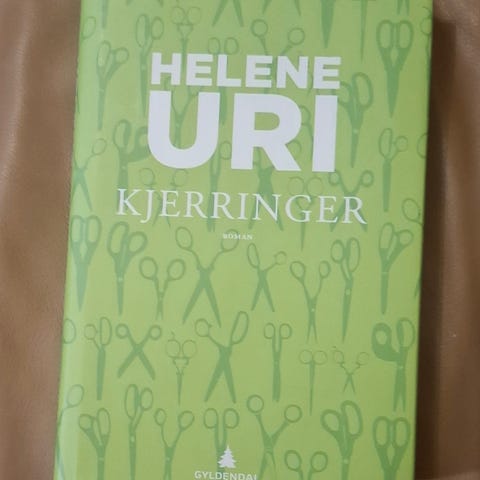 HELENE
URI
KJERRINGER
ROMAN
GYLDENDAL